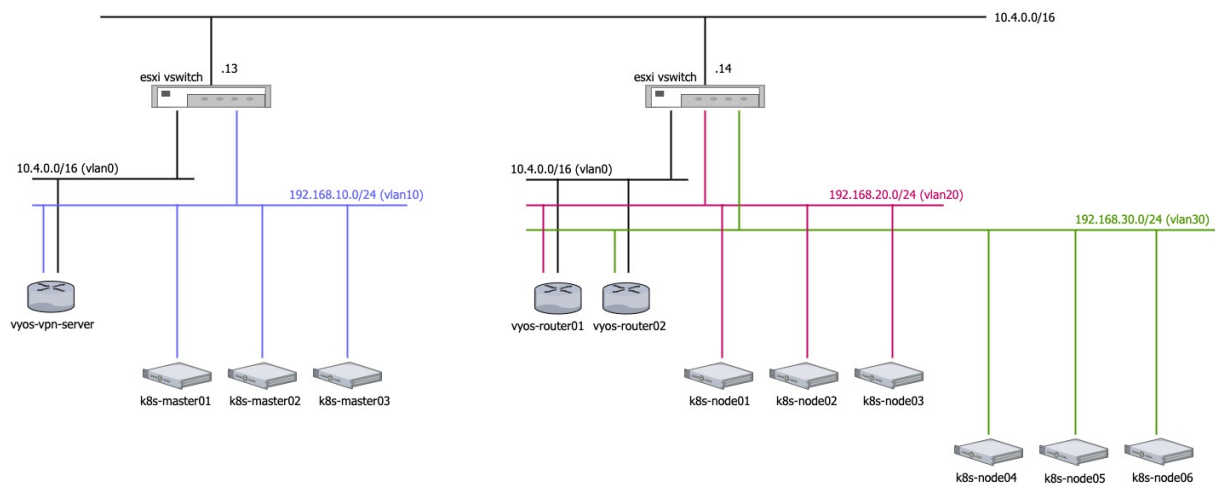 10.4.0.0/16
.13
.14
esxi vswitch
esxi vswitch
10.4.0.0/16 (vlan0)
10.4.0.0/16 (vlan0)
192.168.10.0/24 (vlan10)
192.168.20.0/24 (vlan20)
192.168.30.0/24 (vlan30)
vyos-vpn-server
vyos-router01
vyos-router02
k8s-master01
k8s-master02
k8s-master03
k8s-node01
k8s-node02
k8s-node03
k8s-node04
k8s-node05
k8s-node06